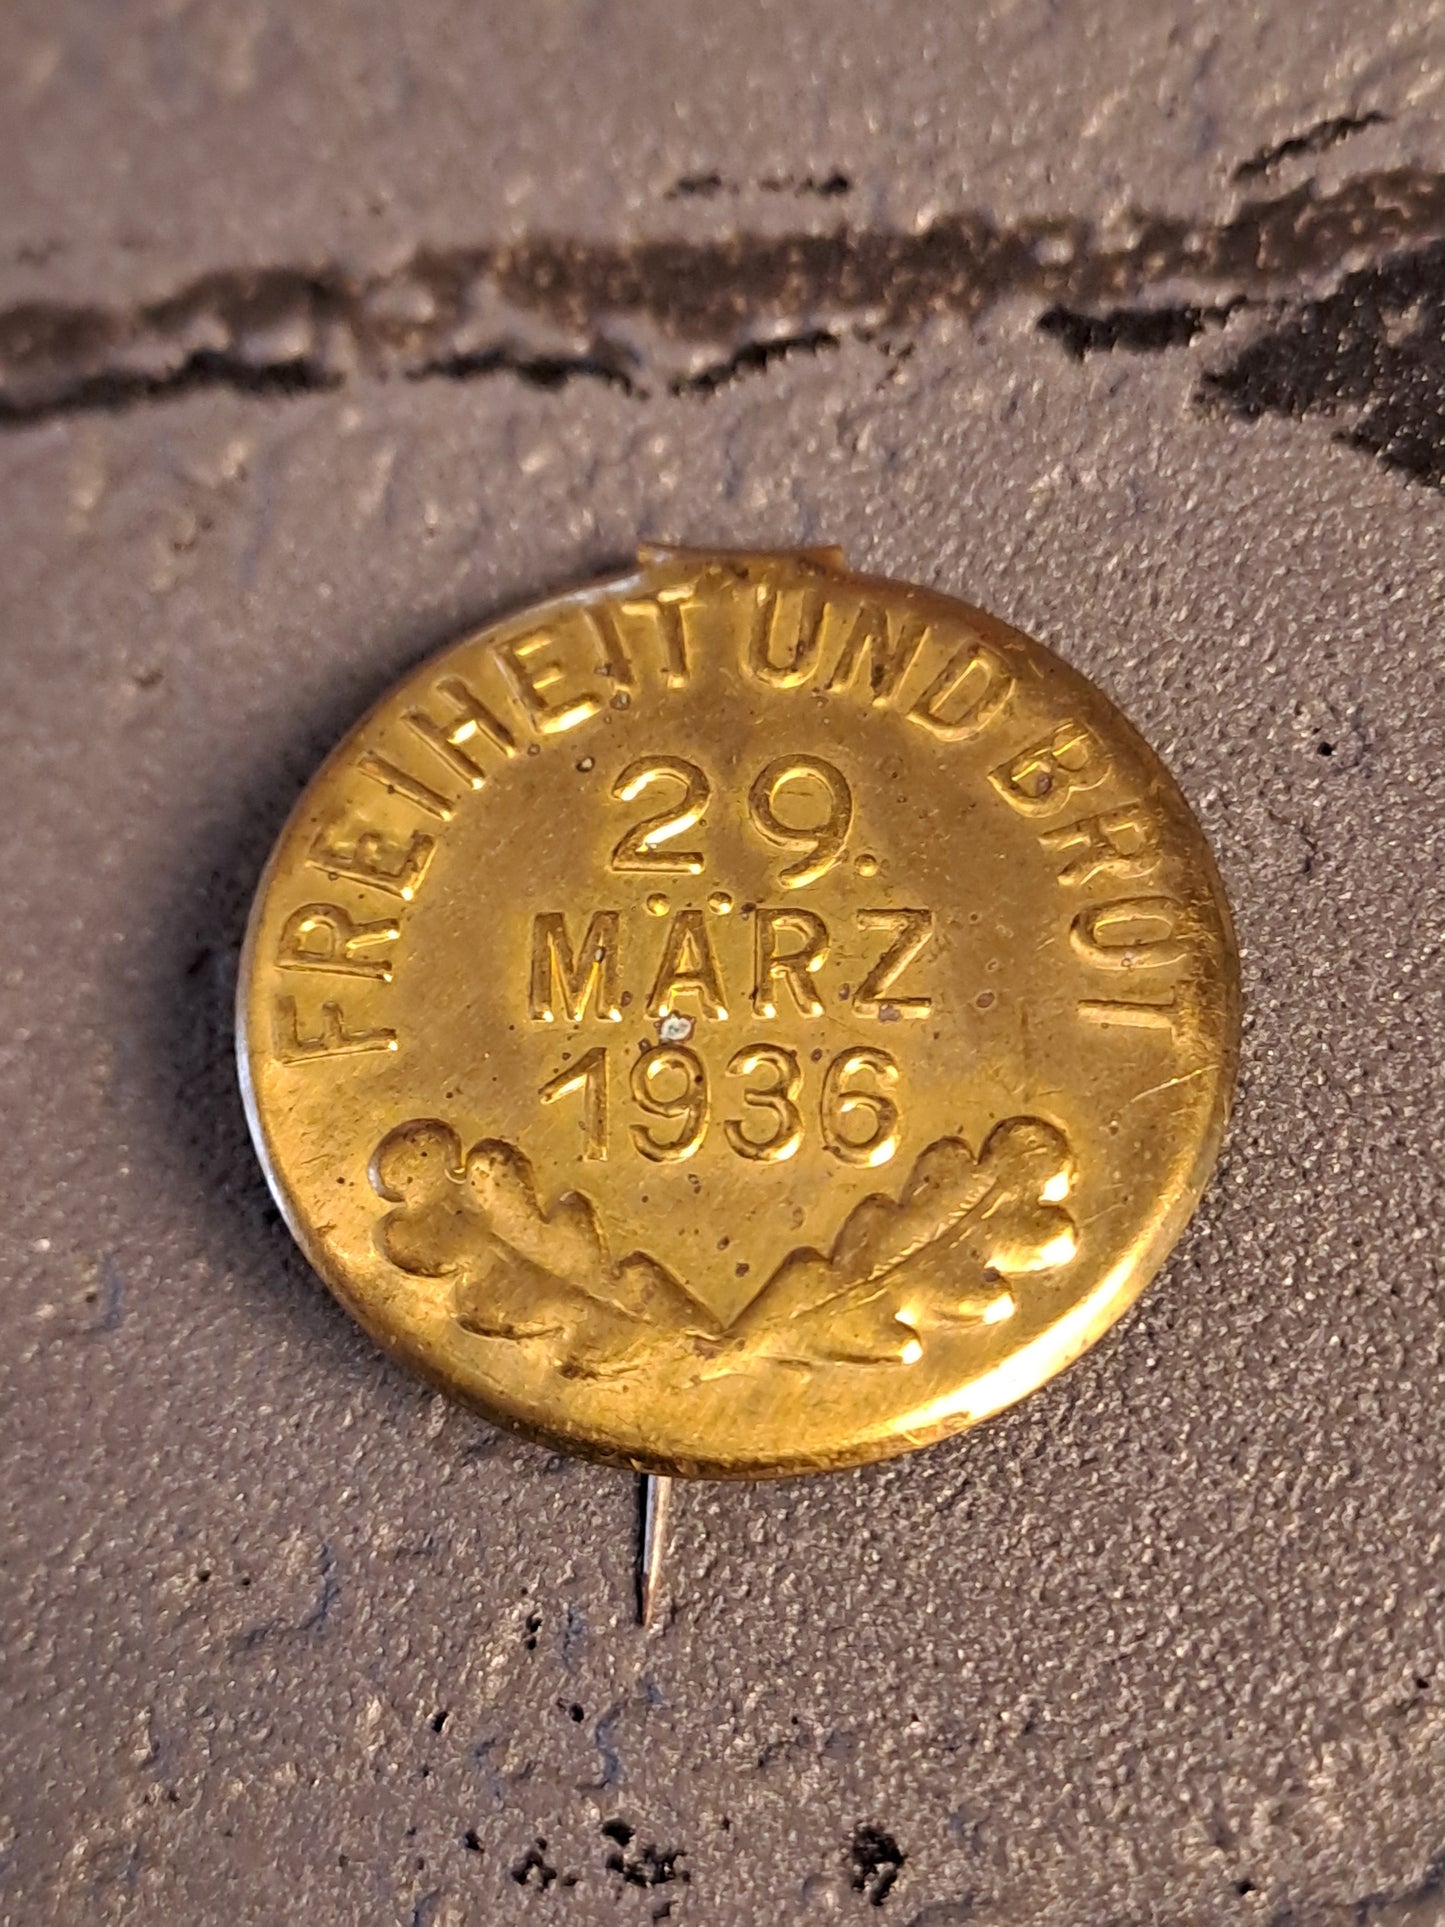 FREIHEIT UND BROT
29.
MÄRZ
1936